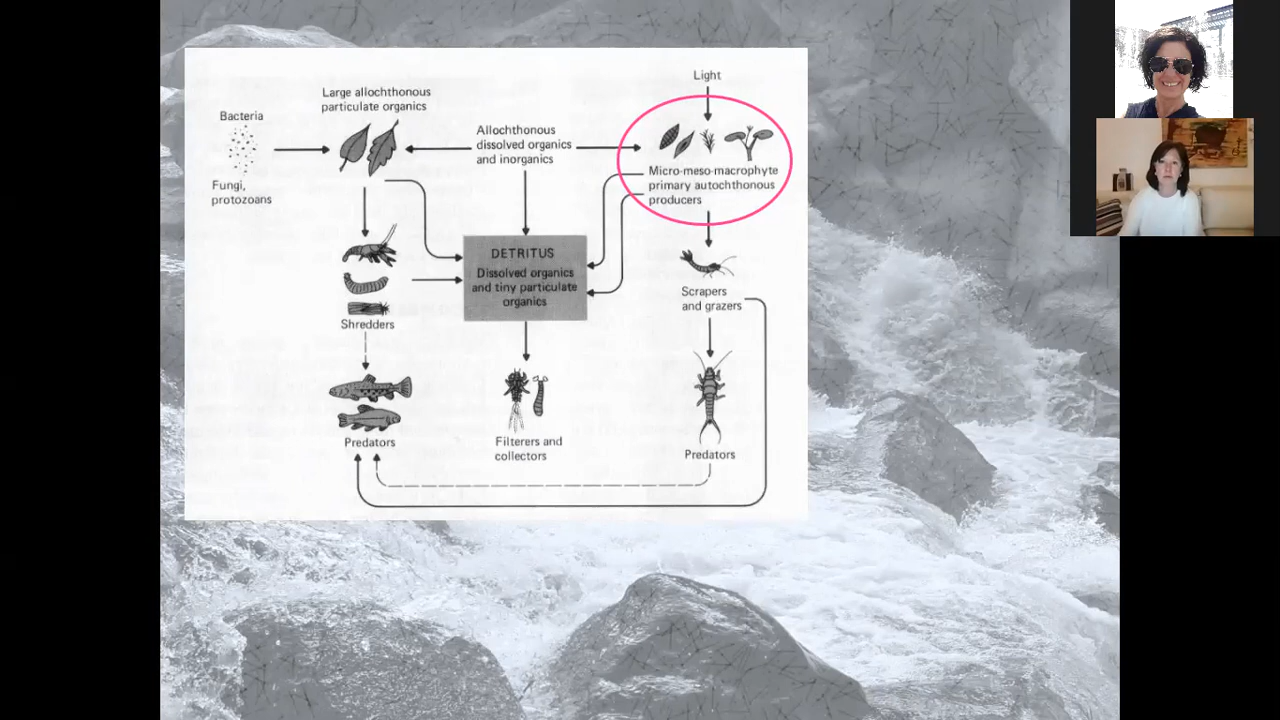 Light
Large allochthonous
particulate organics
Bacteria
Allochthonous
dissolved organics
and inorganics
Micro-meso-macrophyte
primary autochthonous
producers
Fungi,
protozoans
DETRITUS
Dissolved organics
and tiny particulate
organics
Scrapers
and grazers
Shredders
Predators
Filterers and
collectors
Predators